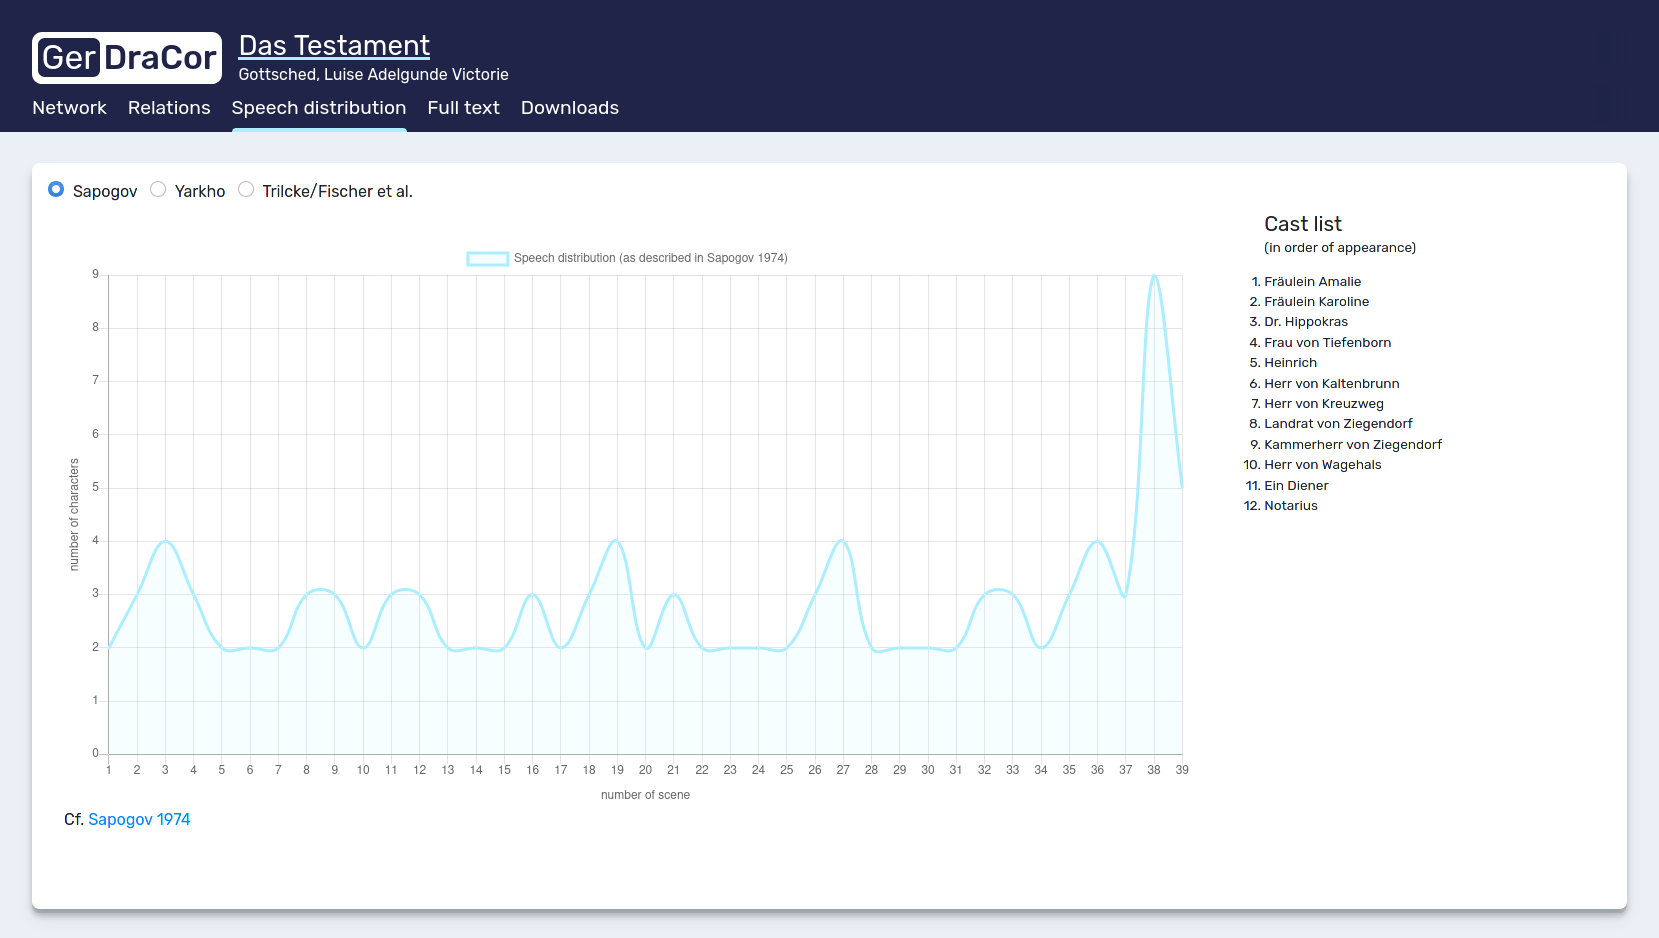 GerDraCor
Das Testament
Gottsched, Luise Adelgunde Victorie
Network Relations Speech distribution Full text Downloads
Sapogov Yarkho Trilcke/Fischer et al.
Speech distribution (as described in Sapogov 1974)
9
8
7
6
5
4
3
2
1
0
number of characters
1 2 3 4 5 6 7 8 9 10 11 12 13 14 15 16 17 18 19 20 21 22 23 24 25 26 27 28 29 30 31 32 33 34 35 36 37 38 39
number of scene
Cf. Sapogov 1974
Cast list
(in order of appearance)
1. Fräulein Amalie
2. Fräulein Karoline
3. Dr. Hippokras
4. Frau von Tiefenborn
5. Heinrich
6. Herr von Kaltenbrunn
7. Herr von Kreuzweg
8. Landrat von Ziegendorf
9. Kammerherr von Ziegendorf
10. Herr von Wagehals
11. Ein Diener
12. Notarius